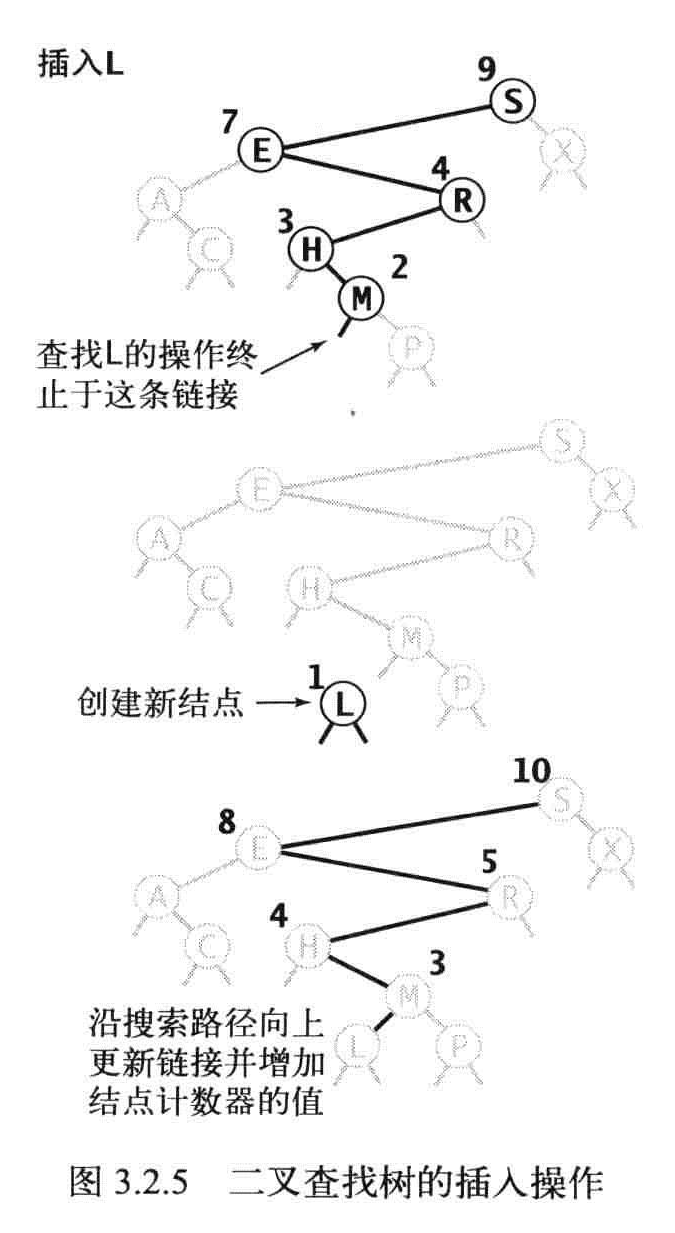 插入L
9
S
7
E
X
4
R
A
3
H
C
2
M
P
查找L的操作终
止于这条链接
S
E
X
A
R
C
H
M
P
1
创建新结点
L
10
S
8
E
X
5
A
R
4
C
H
3
M
沿搜索路径向上
L
P
更新链接并增加
结点计数器的值
图 3.2.5 二叉查找树的插入操作